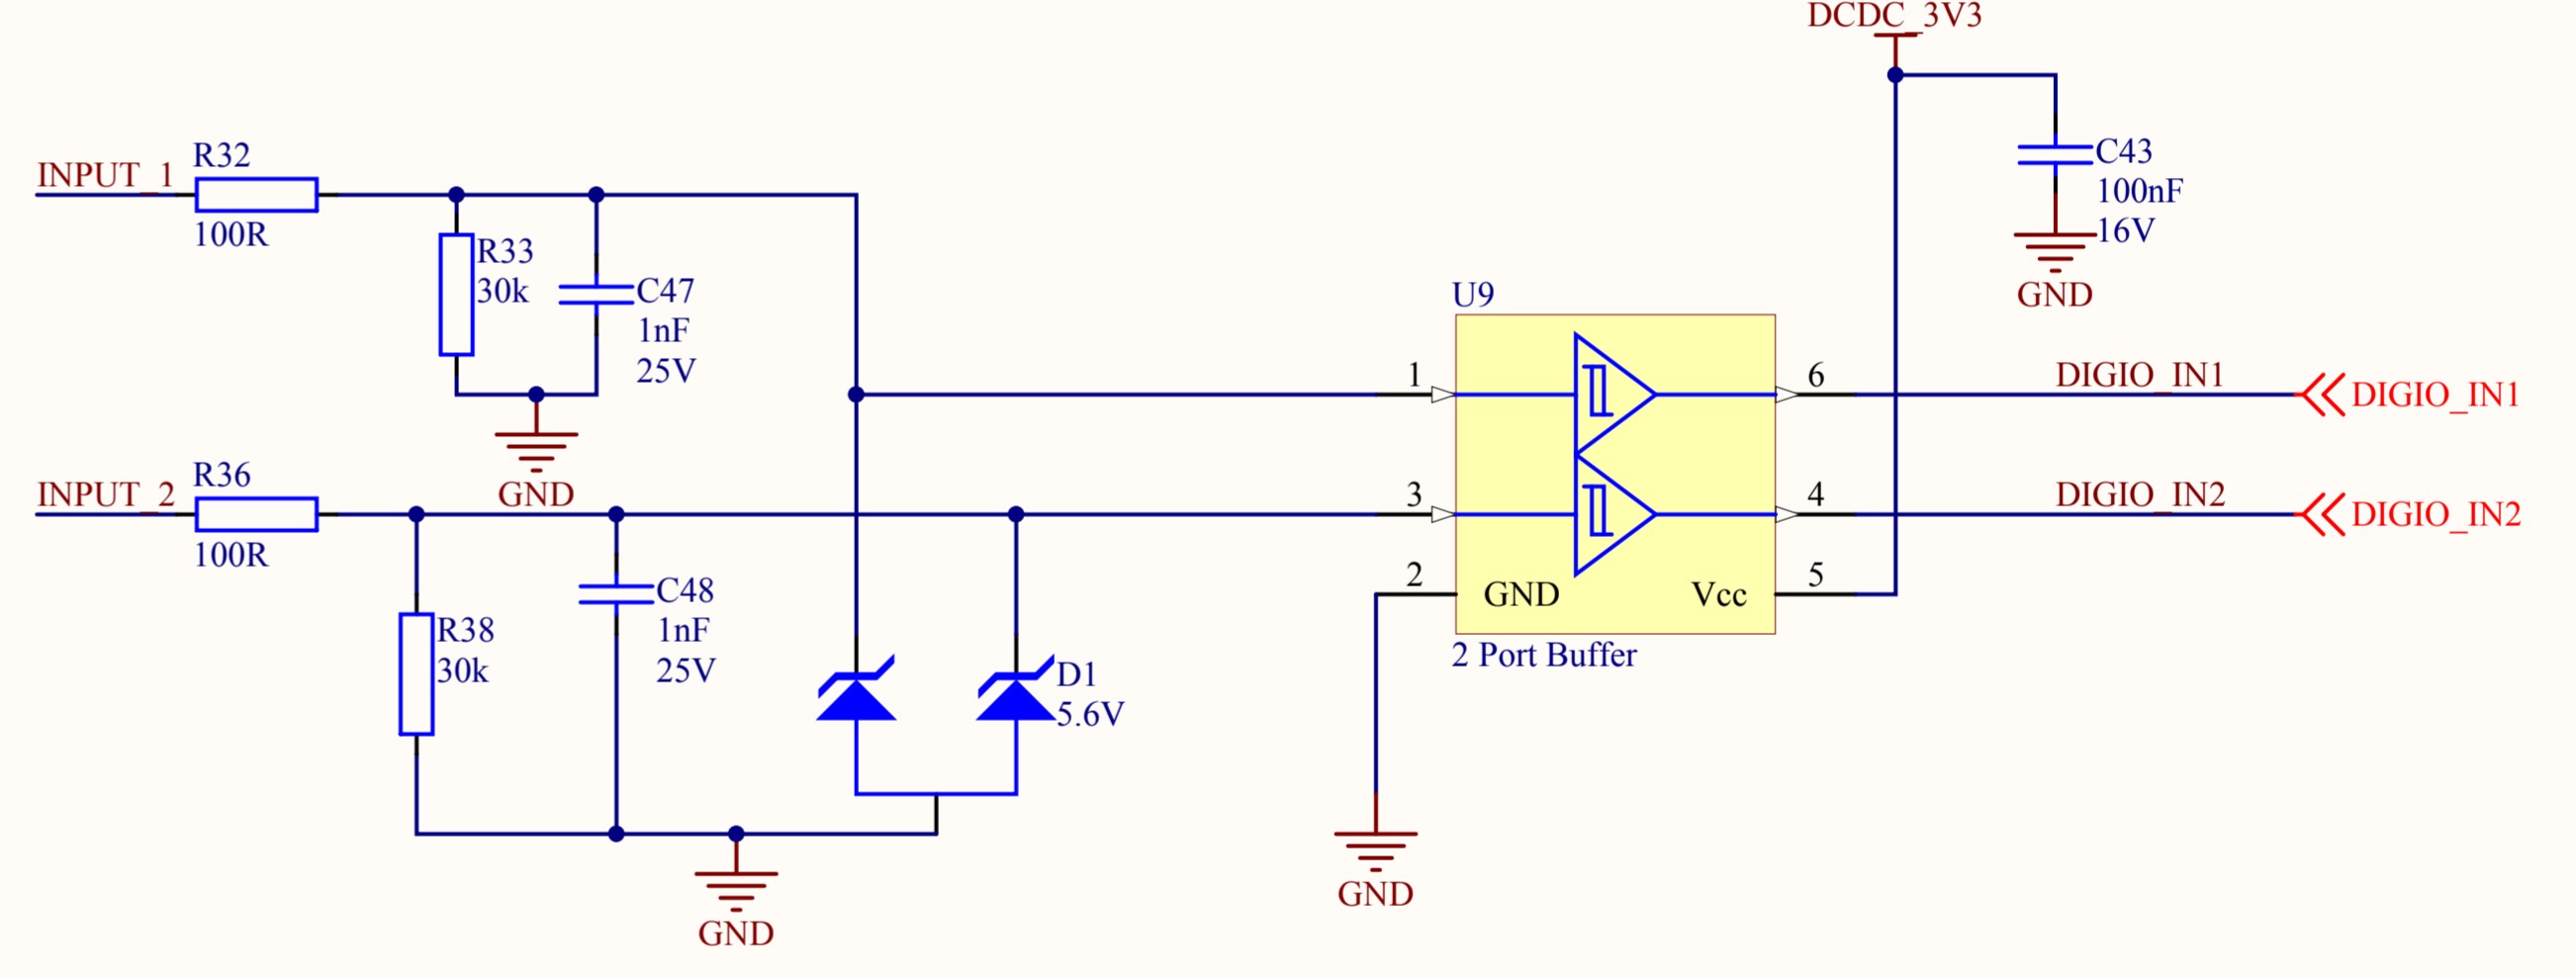 DCDC_3V3
C43
100nF
16V
GND
INPUT_1
R32
100R
R33
30k
C47
1nF
25V
GND
INPUT_2
R36
100R
R38
30k
C48
1nF
25V
D1
5.6V
GND
U9
1
3
2
GND
Vcc
6
4
5
2 Port Buffer
GND
DIGIO_IN1
DIGIO_IN1
DIGIO_IN2
DIGIO_IN2